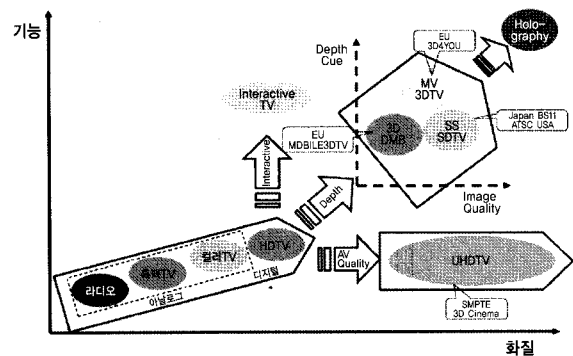 기능
Holo-
graphy
EU
3D4YOU
Depth
Cue
MV
3DTV
Interactive
TV
Japan BS11
ATSC USA
3D
DMB
SS
SDTV
EU
MDBILE3DTV
Interactive
Depth
Image
Quality
HDTV
컬러TV
흑백TV
라디오
디지털
아날로그
AV
Quality
UHDTV
SMPTE
3D Cinema
화질